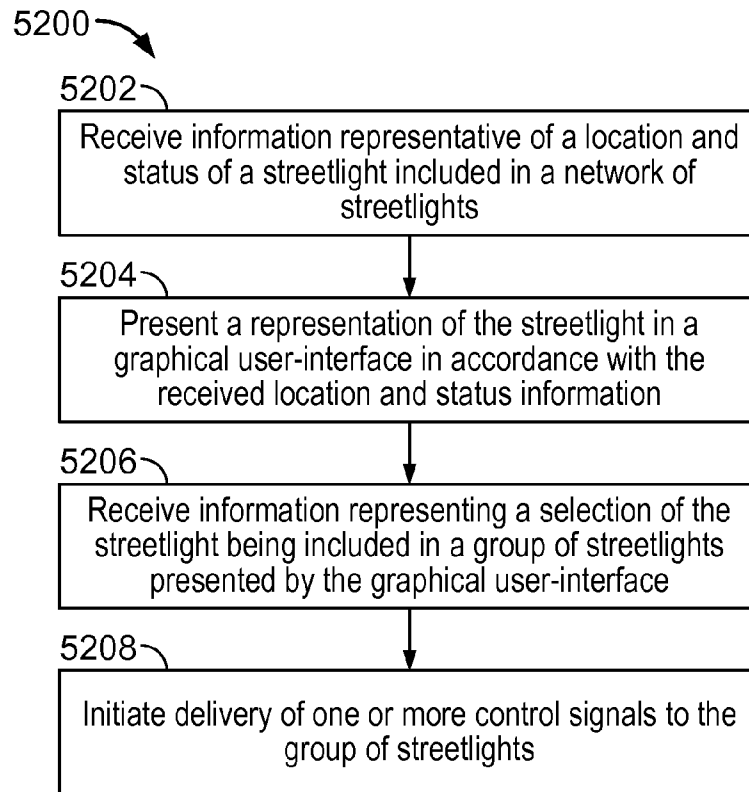 5200
5202
Receive information representative of a location and
status of a streetlight included in a network of
streetlights
5204
Present a representation of the streetlight in a
graphical user-interface in accordance with the
received location and status information
5206
Receive information representing a selection of the
streetlight being included in a group of streetlights
presented by the graphical user-interface
5208
Initiate delivery of one or more control signals to the
group of streetlights